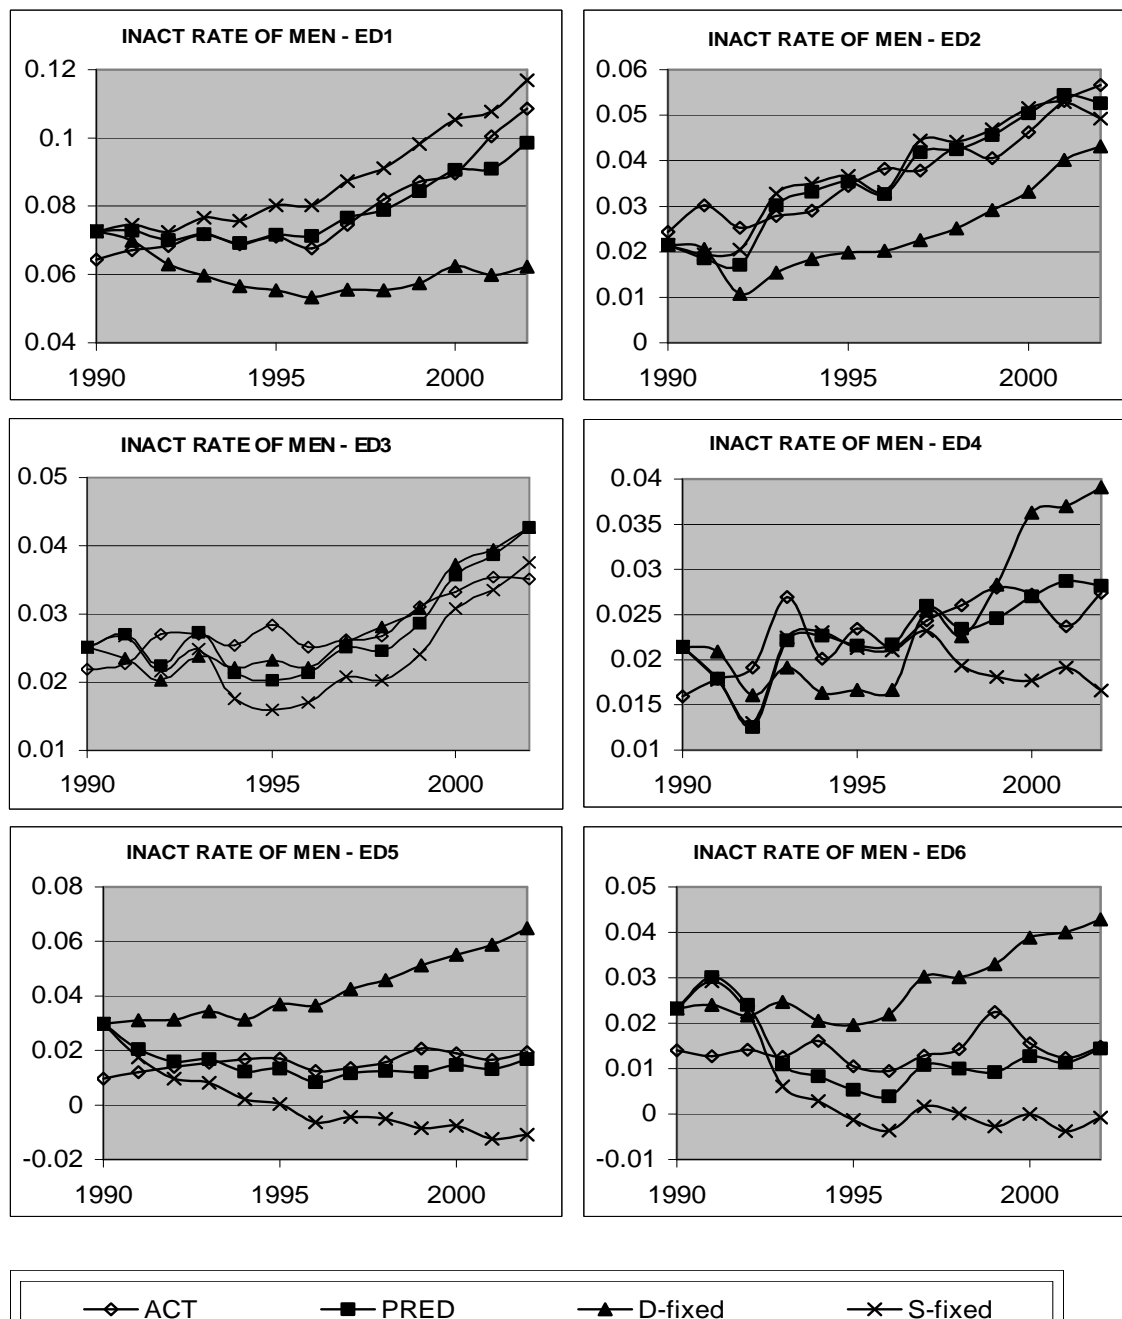 INACT RATE OF MEN - ED1
0.12
0.1
0.08
0.06
0.04
1990 1995 2000
INACT RATE OF MEN - ED2
0.06
0.05
0.04
0.03
0.02
0.01
0
1990 1995 2000
INACT RATE OF MEN - ED3
0.05
0.04
0.03
0.02
0.01
1990 1995 2000
INACT RATE OF MEN - ED4
0.04
0.035
0.03
0.025
0.02
0.015
0.01
1990 1995 2000
INACT RATE OF MEN - ED5
0.08
0.06
0.04
0.02
0
-0.02
1990 1995 2000
INACT RATE OF MEN - ED6
0.05
0.04
0.03
0.02
0.01
0
-0.01
1990 1995 2000
ACT PRED D-fixed S-fixed